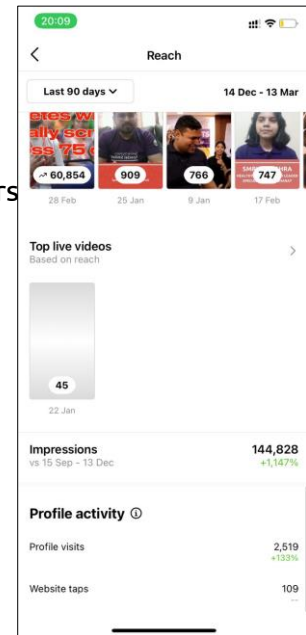 20:09
Reach
Last 90 days
14 Dec - 13 Mar
60,854
909
766
747
rs
28 Feb
25 Jan
9 Jan
17 Feb
Top live videos
Based on reach
45
22 Jan
Impressions
144,828
vs 15 Sep - 13 Dec
+1,147%
Profile activity
Profile visits
2,519
+133%
Website taps
109
--